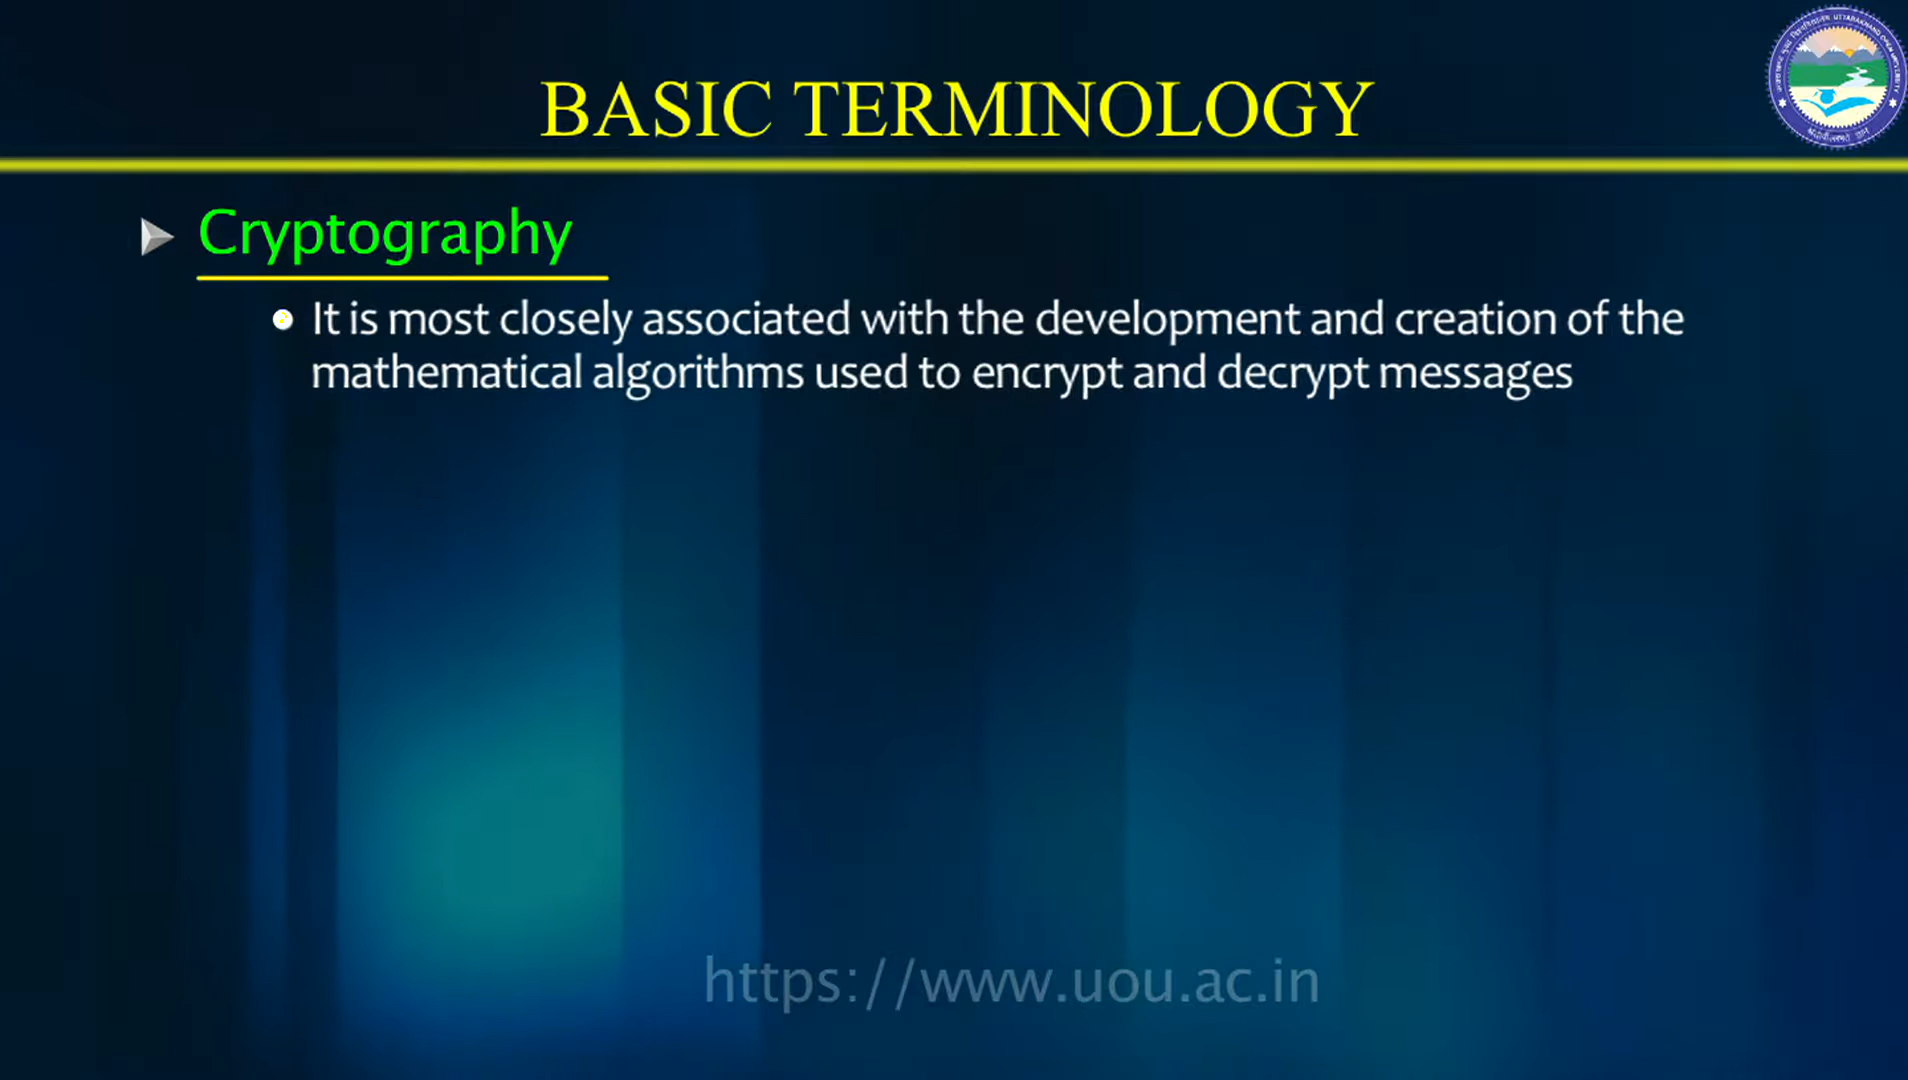 BASIC TERMINOLOGY
Cryptography
It is most closely associated with the development and creation of the
mathematical algorithms used to encrypt and decrypt messages
https://www.uou.ac.in